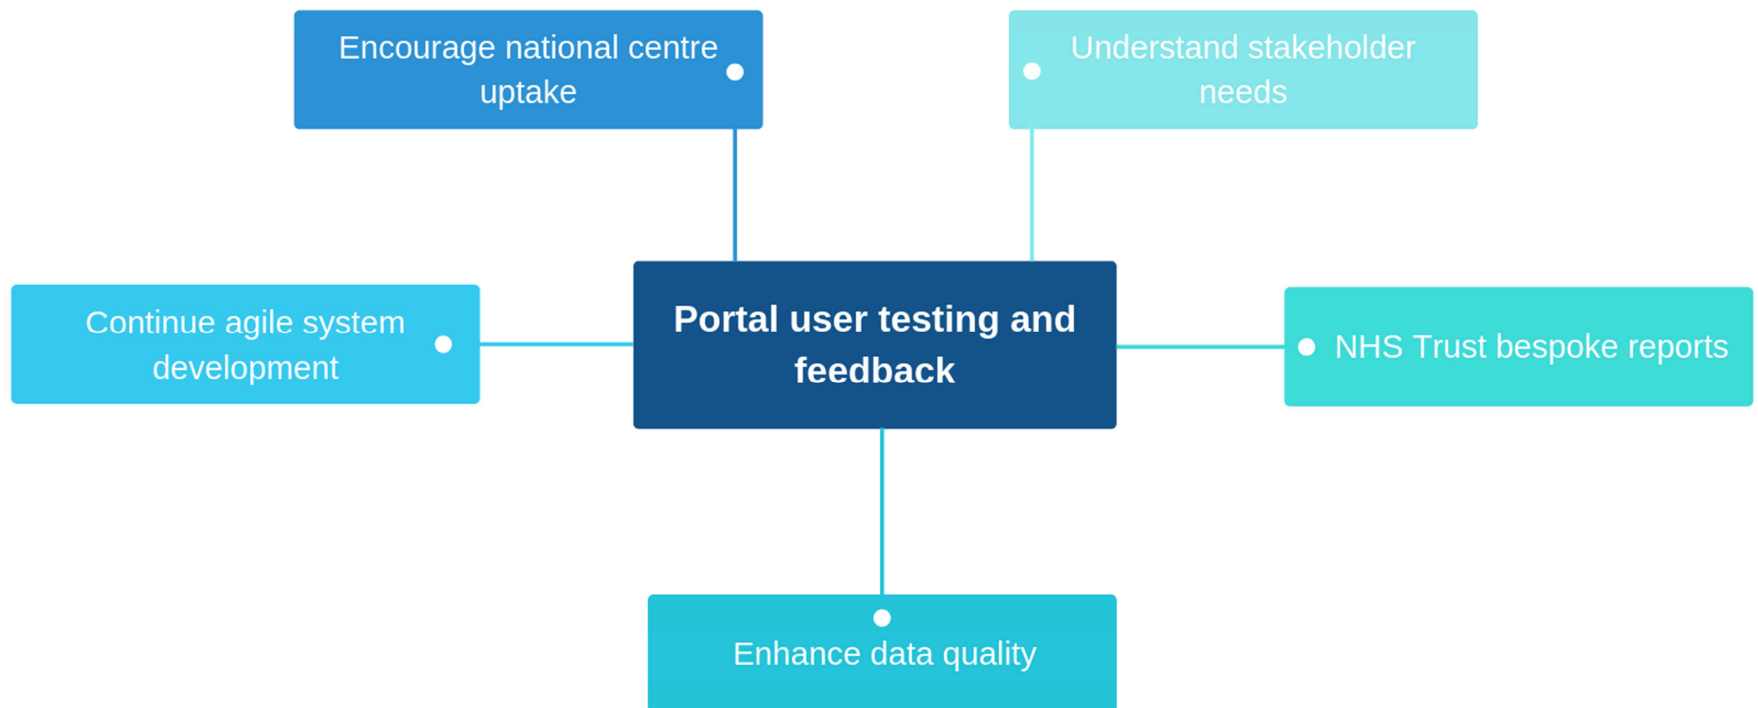 Encourage national centre
uptake
Understand stakeholder
needs
Continue agile system
development
Portal user testing and
feedback
NHS Trust bespoke reports
Enhance data quality